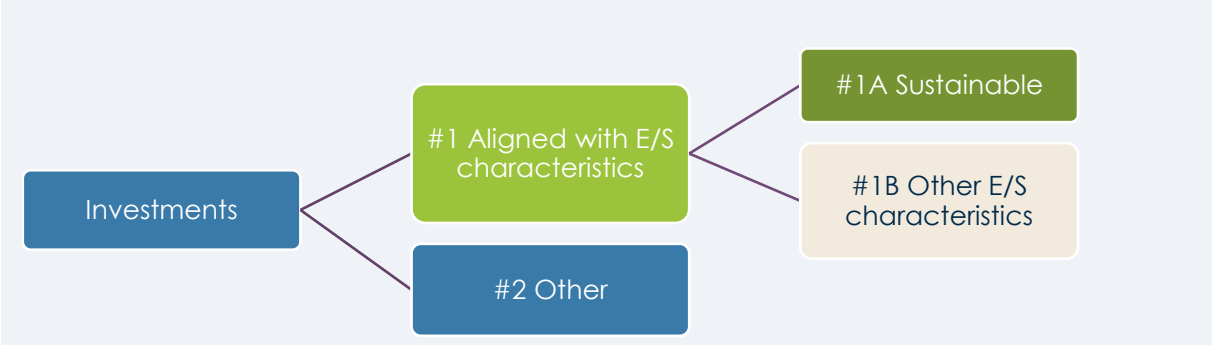 Investments
#1 Aligned with E/S
characteristics
#2 Other
#1A Sustainable
#1B Other E/S
characteristics